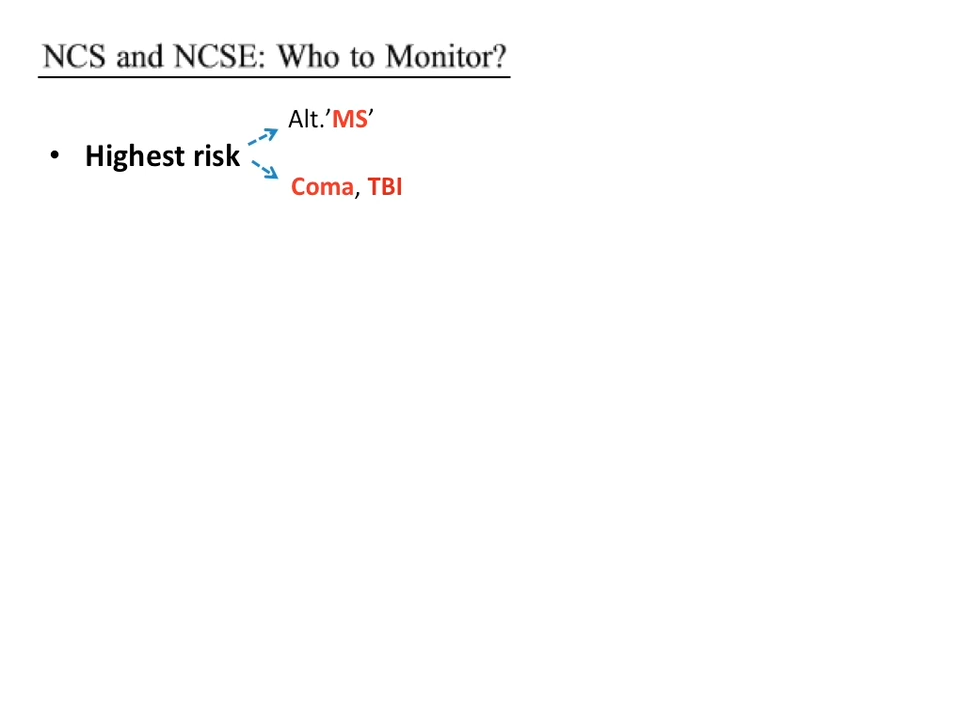 NCS and NCSE: Who to Monitor?
Alt.’MS’
• Highest risk
Coma, TBI